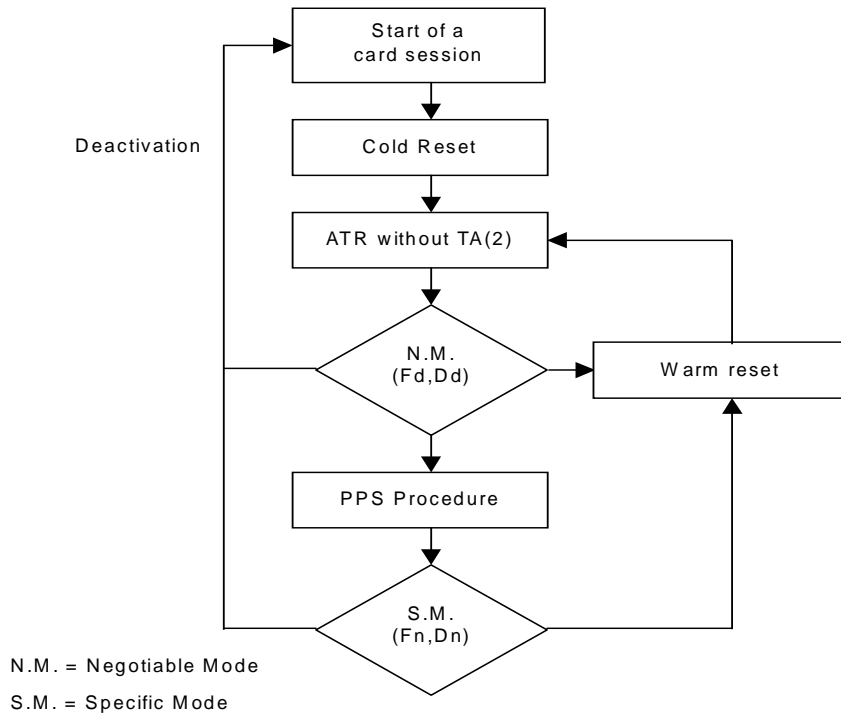 Start of a
card session
Deactivation
Cold Reset
ATR without TA(2)
N.M.
(Fd,Dd)
Warm reset
PPS Procedure
S.M.
(Fn,Dn)
N.M. = Negotiable Mode
S.M. = Specific Mode